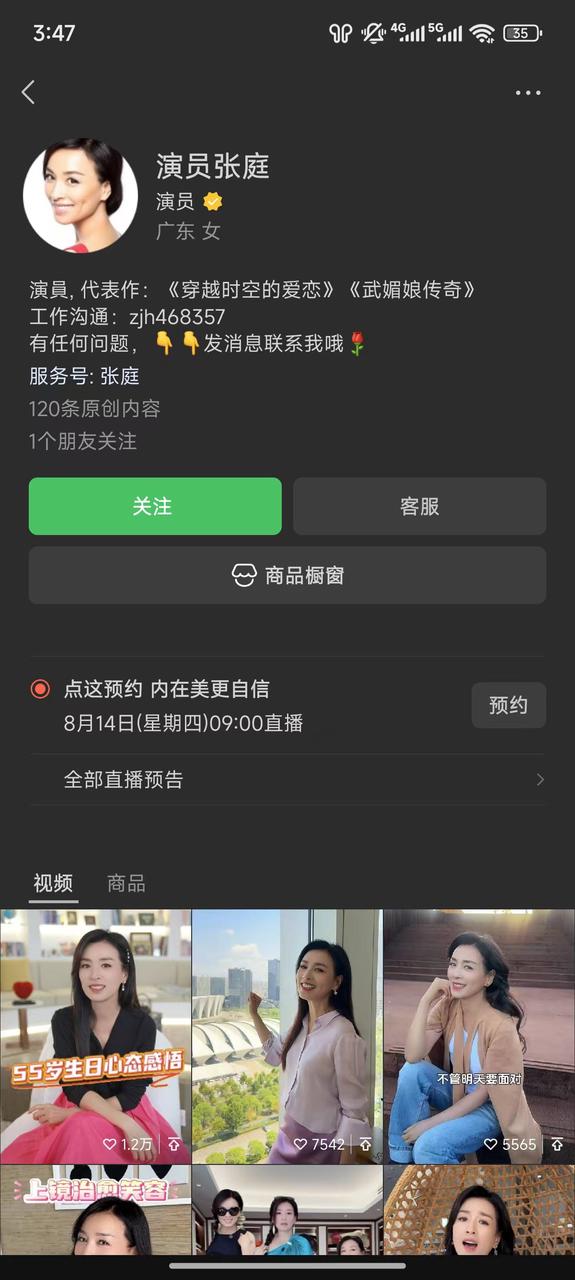 3:47
4G
5G
35
演员张庭
演员
广东 女
演員, 代表作：《穿越时空的爱恋》《武媚娘传奇》
工作沟通：zjh468357
有任何问题，👇👇发消息联系我哦🌹
服务号: 张庭
120条原创内容
1个朋友关注
关注
客服
商品橱窗
点这预约 内在美更自信
8月14日(星期四)09:00直播
预约
全部直播预告
视频
商品
55岁生日心态感悟
1.2万
7542
不管明天要面对
5565
上镜治愈笑容